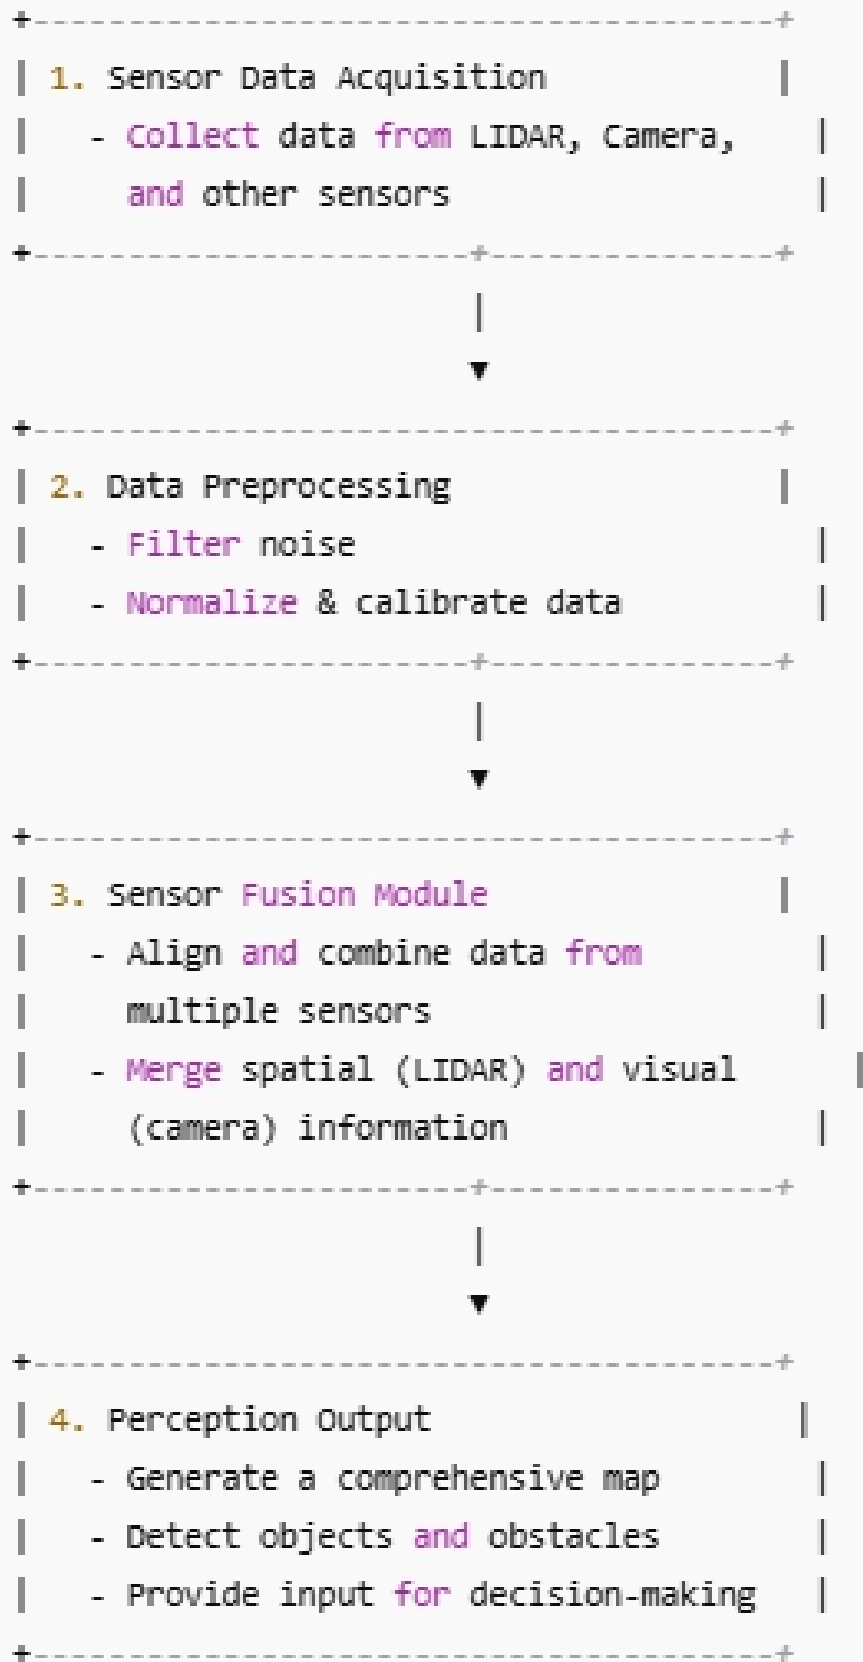 1. Sensor Data Acquisition
- Collect data from LIDAR, Camera,
and other sensors
2. Data Preprocessing
- Filter noise
- Normalize & calibrate data
3. Sensor Fusion Module
- Align and combine data from
multiple sensors
- Merge spatial (LIDAR) and visual
(camera) information
4. Perception Output
- Generate a comprehensive map
- Detect objects and obstacles
- Provide input for decision-making